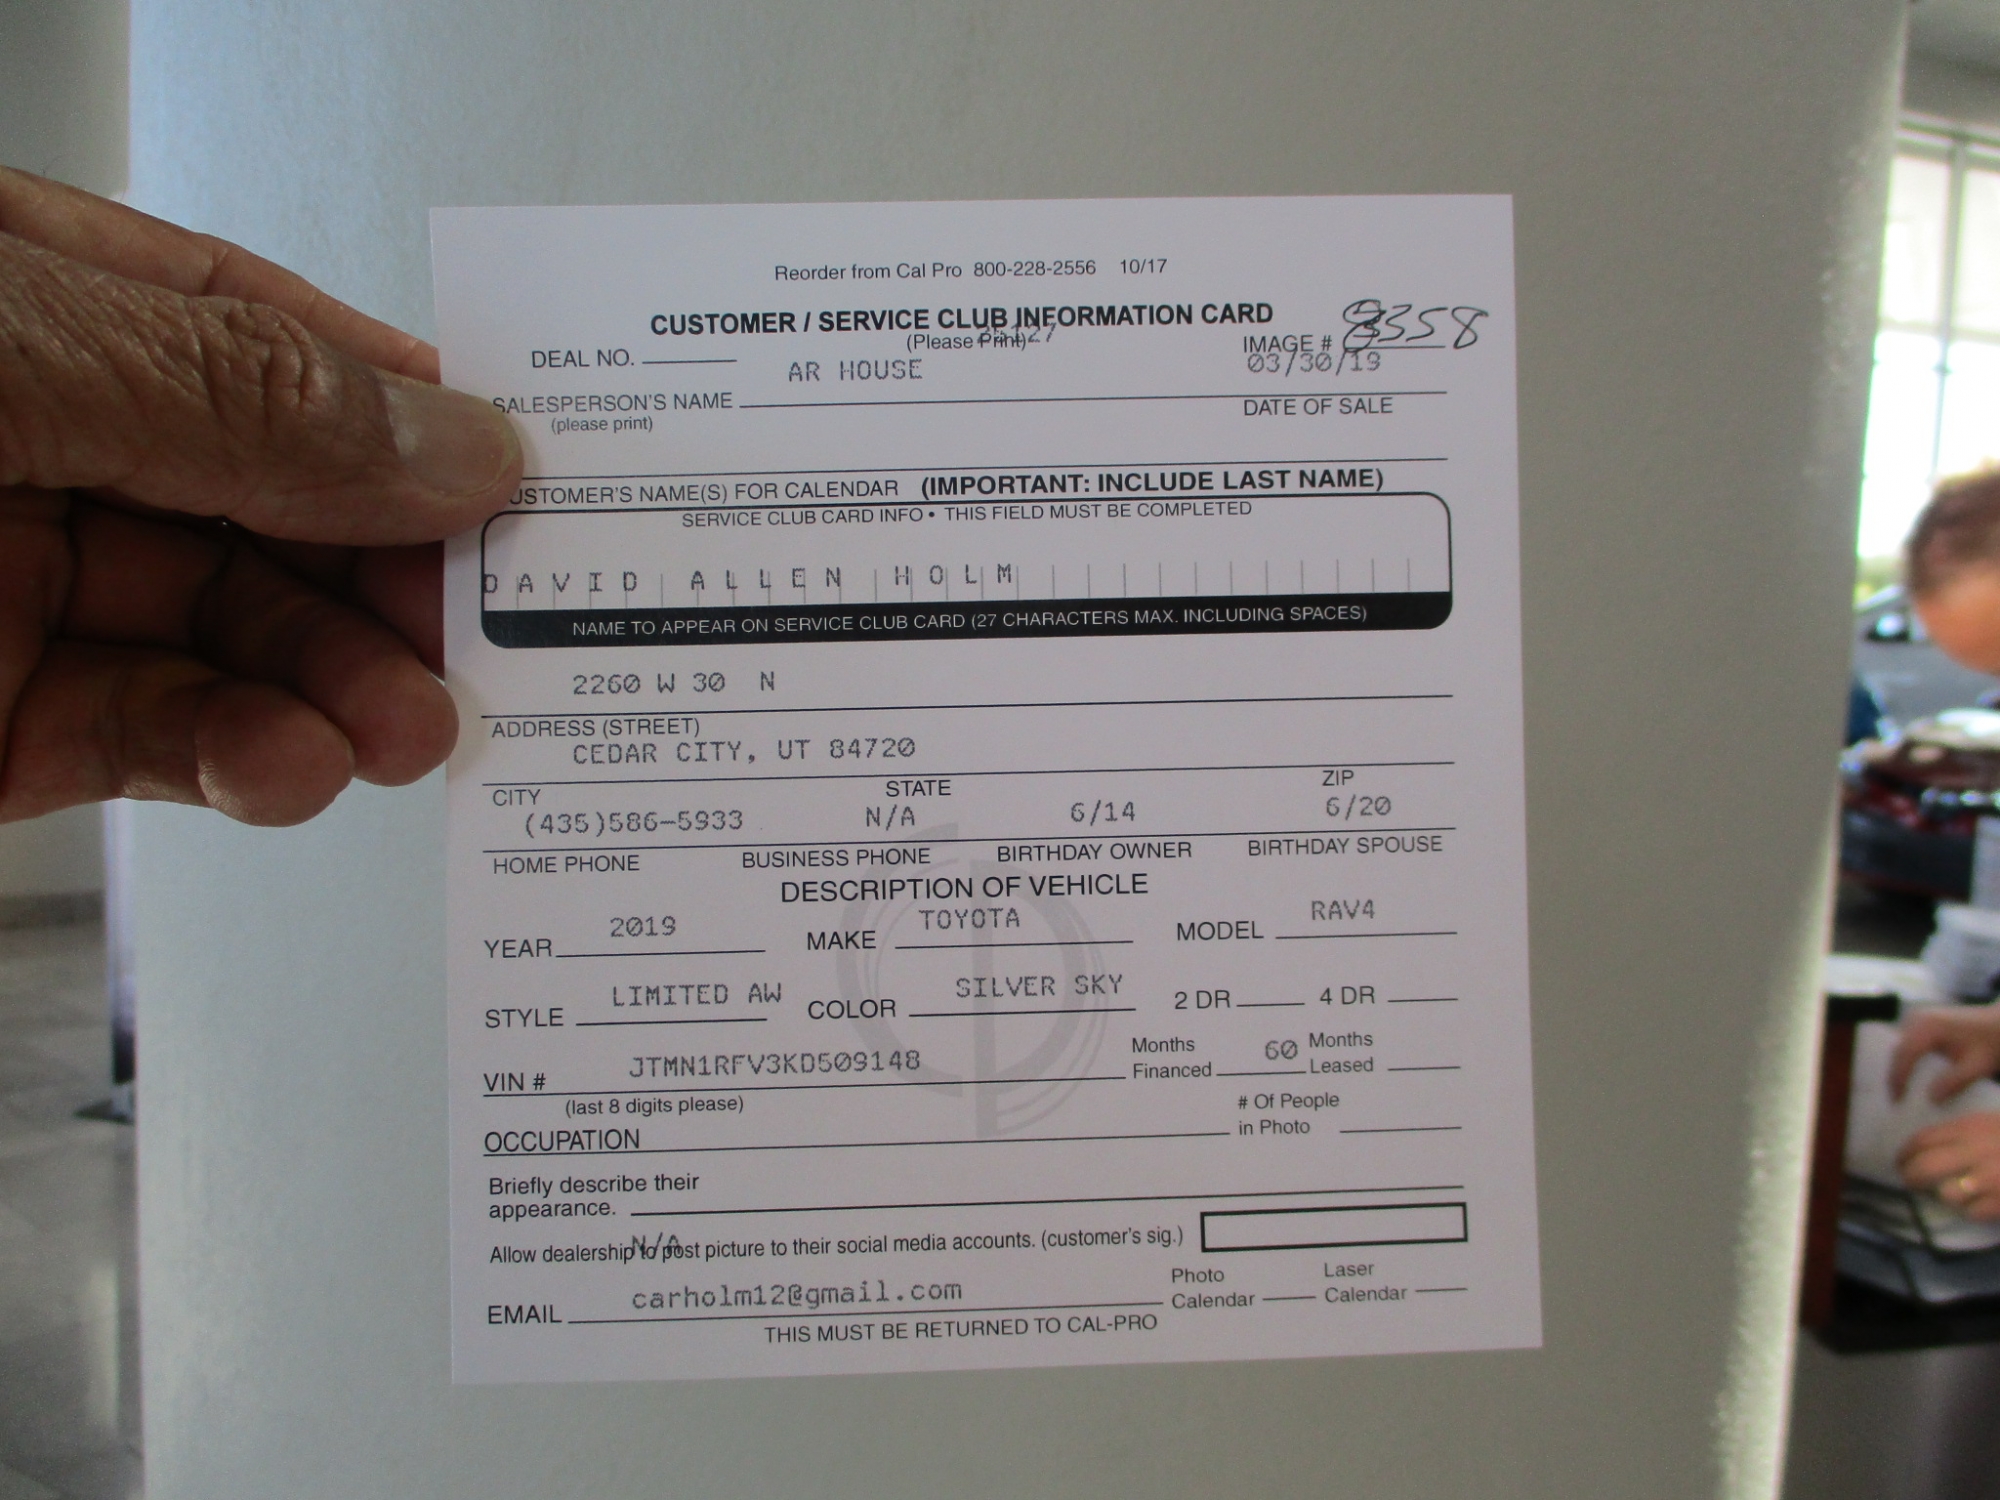 Reorder from Cal Pro 800-228-2556 10/17
CUSTOMER / SERVICE CLUB INFORMATION CARD
(Please Print)
DEAL NO. IMAGE # 8358
AR HOUSE 03/30/19
SALESPERSON'S NAME DATE OF SALE
(please print)
USTOMER'S NAME(S) FOR CALENDAR (IMPORTANT: INCLUDE LAST NAME)
SERVICE CLUB CARD INFO • THIS FIELD MUST BE COMPLETED
DAVID ALLEN HOLM
NAME TO APPEAR ON SERVICE CLUB CARD (27 CHARACTERS MAX. INCLUDING SPACES)
2260 W 30 N
ADDRESS (STREET)
CEDAR CITY, UT 84720
CITY STATE ZIP
(435)586-5933 N/A 6/14 6/20
HOME PHONE BUSINESS PHONE BIRTHDAY OWNER BIRTHDAY SPOUSE
DESCRIPTION OF VEHICLE
YEAR 2019 MAKE TOYOTA MODEL RAV4
STYLE LIMITED AW COLOR SILVER SKY 2 DR 4 DR
VIN # JTMN1RFV3KD509148 Months Financed 60 Months Leased
(last 8 digits please)
OCCUPATION # Of People in Photo
Briefly describe their
appearance.
N/A
Allow dealership to post picture to their social media accounts. (customer's sig.)
EMAIL carholm12@gmail.com Photo Calendar Laser Calendar
THIS MUST BE RETURNED TO CAL-PRO